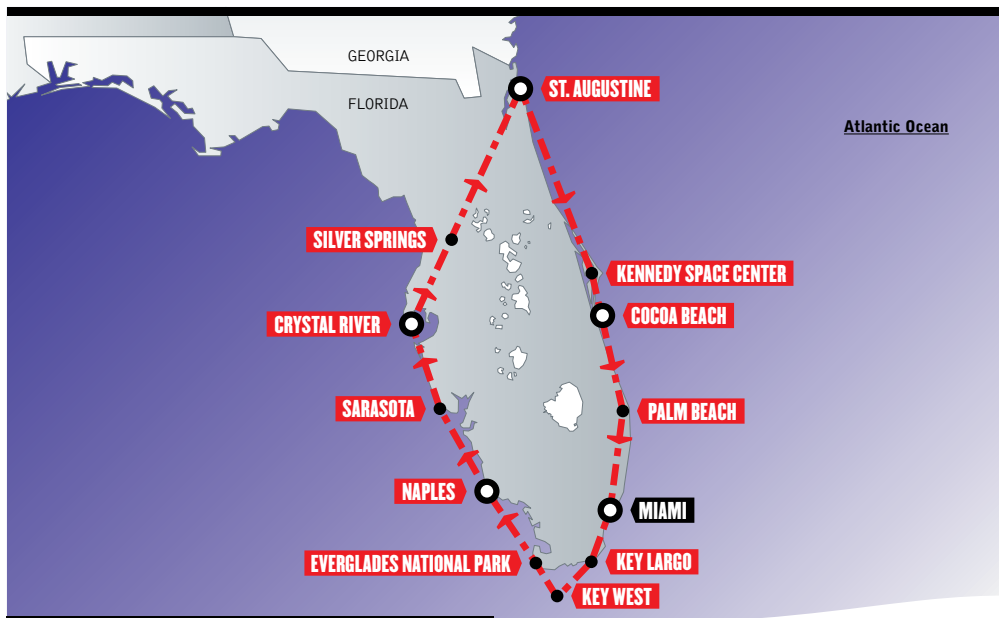 GEORGIA
FLORIDA
ST. AUGUSTINE
Atlantic Ocean
SILVER SPRINGS
KENNEDY SPACE CENTER
COCOA BEACH
CRYSTAL RIVER
SARASOTA
PALM BEACH
NAPLES
MIAMI
EVERGLADES NATIONAL PARK
KEY LARGO
KEY WEST